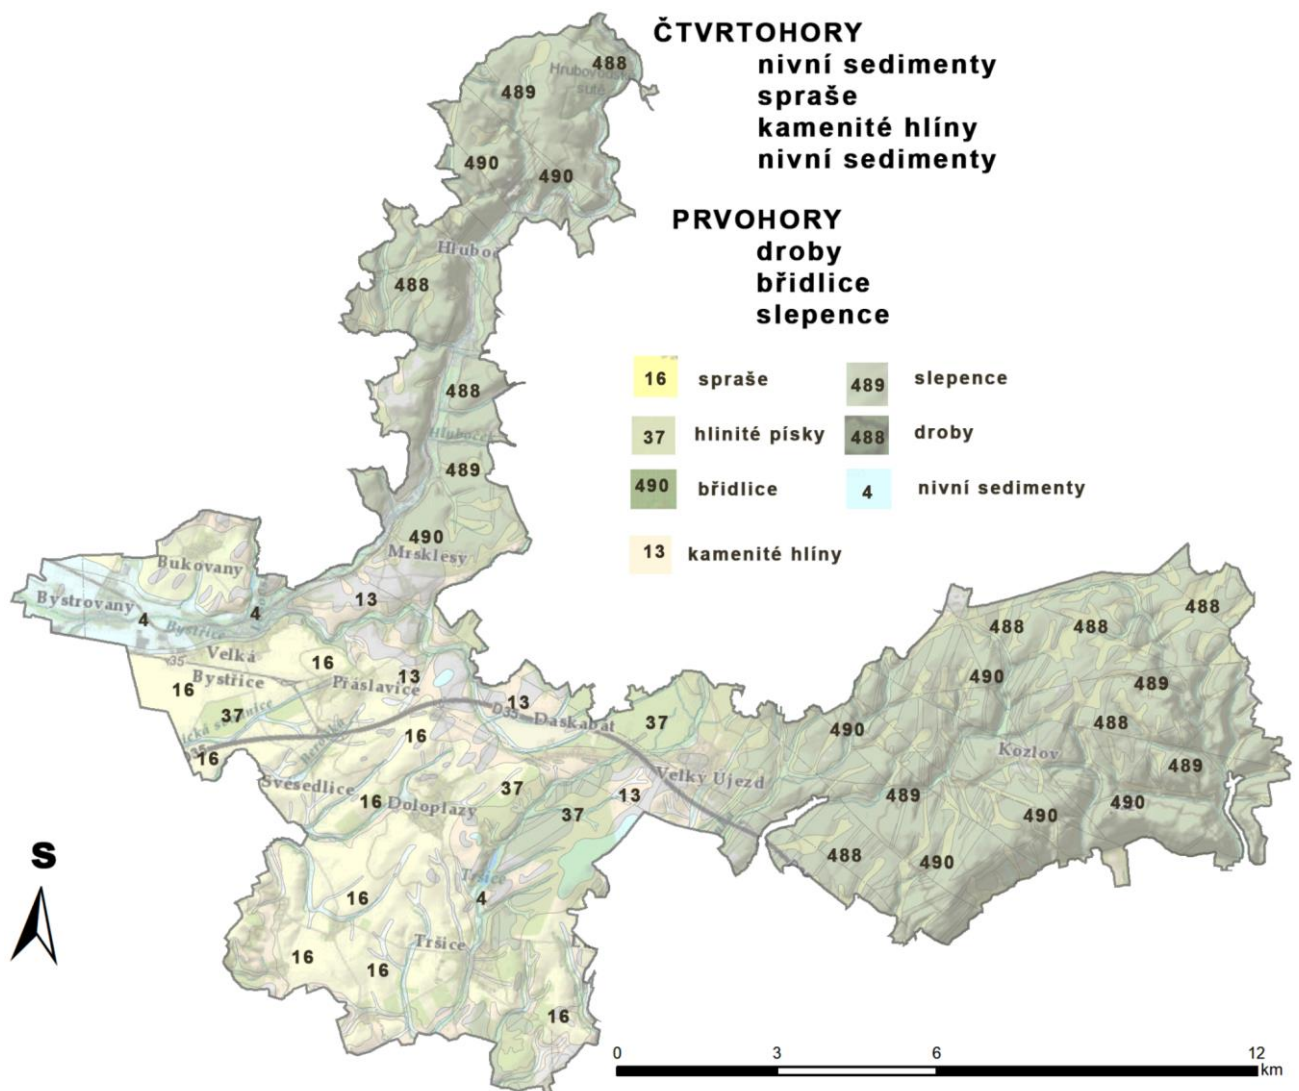 ČTVRTOHORY
nivní sedimenty
spraše
kamenité hlíny
nivní sedimenty
PRVOHORY
droby
břidlice
slepence
16 spraše
489 slepence
37 hlinité písky
488 droby
490 břidlice
4 nivní sedimenty
13 kamenité hlíny
488
489
490
490
488
488
489
490
Mrsklesy
Bukovany
Bystrovany
4
4
Bystřice
13
Velká
Bystřice
35
16
16
Přáslavice
13
37
16
16
D35
13
Daskabát
37
Svésedlice
16
Doloplazy
37
37
13
Velký Újezd
Tršice
4
16
Tršice
16
16
16
488
488
488
490
489
490
488
Kozlov
489
489
490
490
488
490
S
0
3
6
12
km